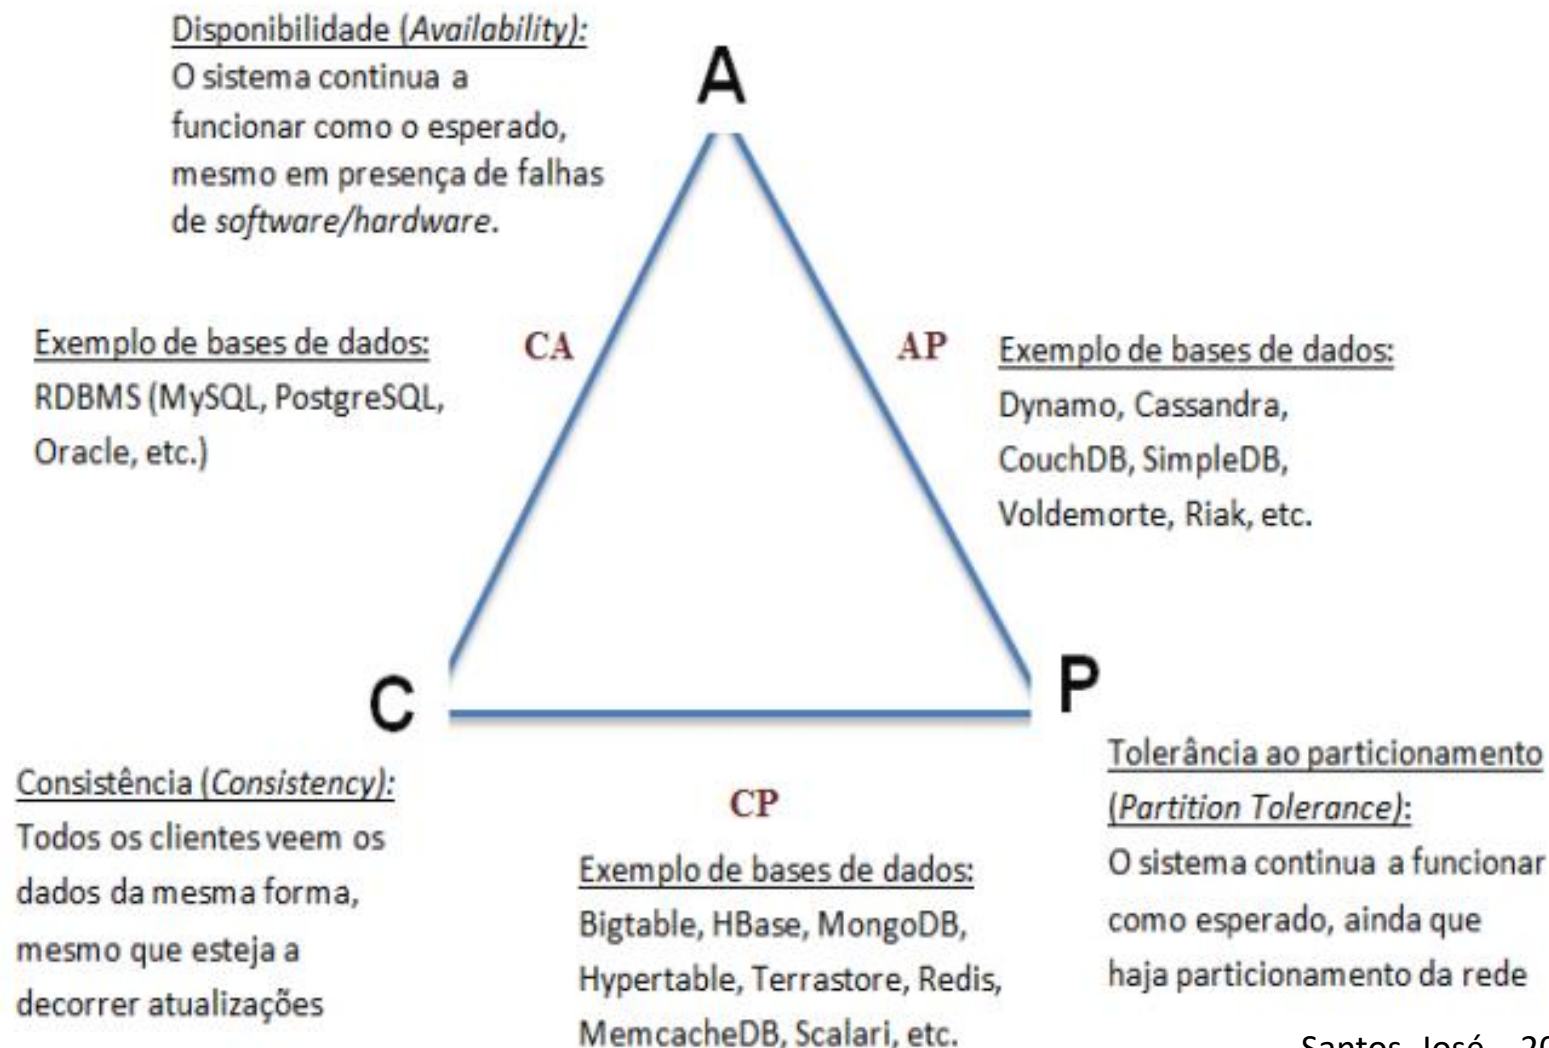 Disponibilidade (Availability):
O sistema continua a
funcionar como o esperado,
mesmo em presença de falhas
de software/hardware.
A
Exemplo de bases de dados:
RDBMS (MySQL, PostgreSQL,
Oracle, etc.)
CA
AP
Exemplo de bases de dados:
Dynamo, Cassandra,
CouchDB, SimpleDB,
Voldemorte, Riak, etc.
C
P
Consistência (Consistency):
Todos os clientes veem os
dados da mesma forma,
mesmo que esteja a
decorrer atualizações
CP
Exemplo de bases de dados:
Bigtable, HBase, MongoDB,
Hypertable, Terrastore, Redis,
MemcacheDB, Scalari, etc.
Tolerância ao particionamento
(Partition Tolerance):
O sistema continua a funcionar
como esperado, ainda que
haja particionamento da rede
Santos, José